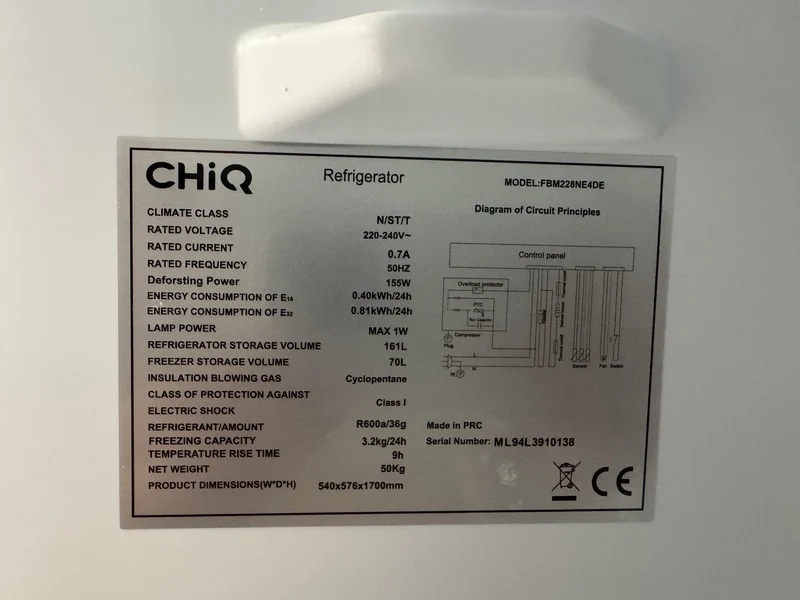 CHiQ
Refrigerator
MODEL:FBM228NE4DE
CLIMATE CLASS N/ST/T
RATED VOLTAGE 220-240V~
RATED CURRENT 0.7A
RATED FREQUENCY 50HZ
Deforsting Power 155W
ENERGY CONSUMPTION OF E16 0.40kWh/24h
ENERGY CONSUMPTION OF E32 0.81kWh/24h
LAMP POWER MAX 1W
REFRIGERATOR STORAGE VOLUME 161L
FREEZER STORAGE VOLUME 70L
INSULATION BLOWING GAS Cyclopentane
CLASS OF PROTECTION AGAINST
ELECTRIC SHOCK Class I
REFRIGERANT/AMOUNT R600a/36g
FREEZING CAPACITY 3.2kg/24h
TEMPERATURE RISE TIME 9h
NET WEIGHT 50Kg
PRODUCT DIMENSIONS(W*D*H) 540x576x1700mm
Diagram of Circuit Principles
Control panel
Overload protector
PTC
Run Capacitor
Compressor
Plug
L
N
Sensor
Fan
Switch
Made in PRC
Serial Number: ML94L3910138
CE